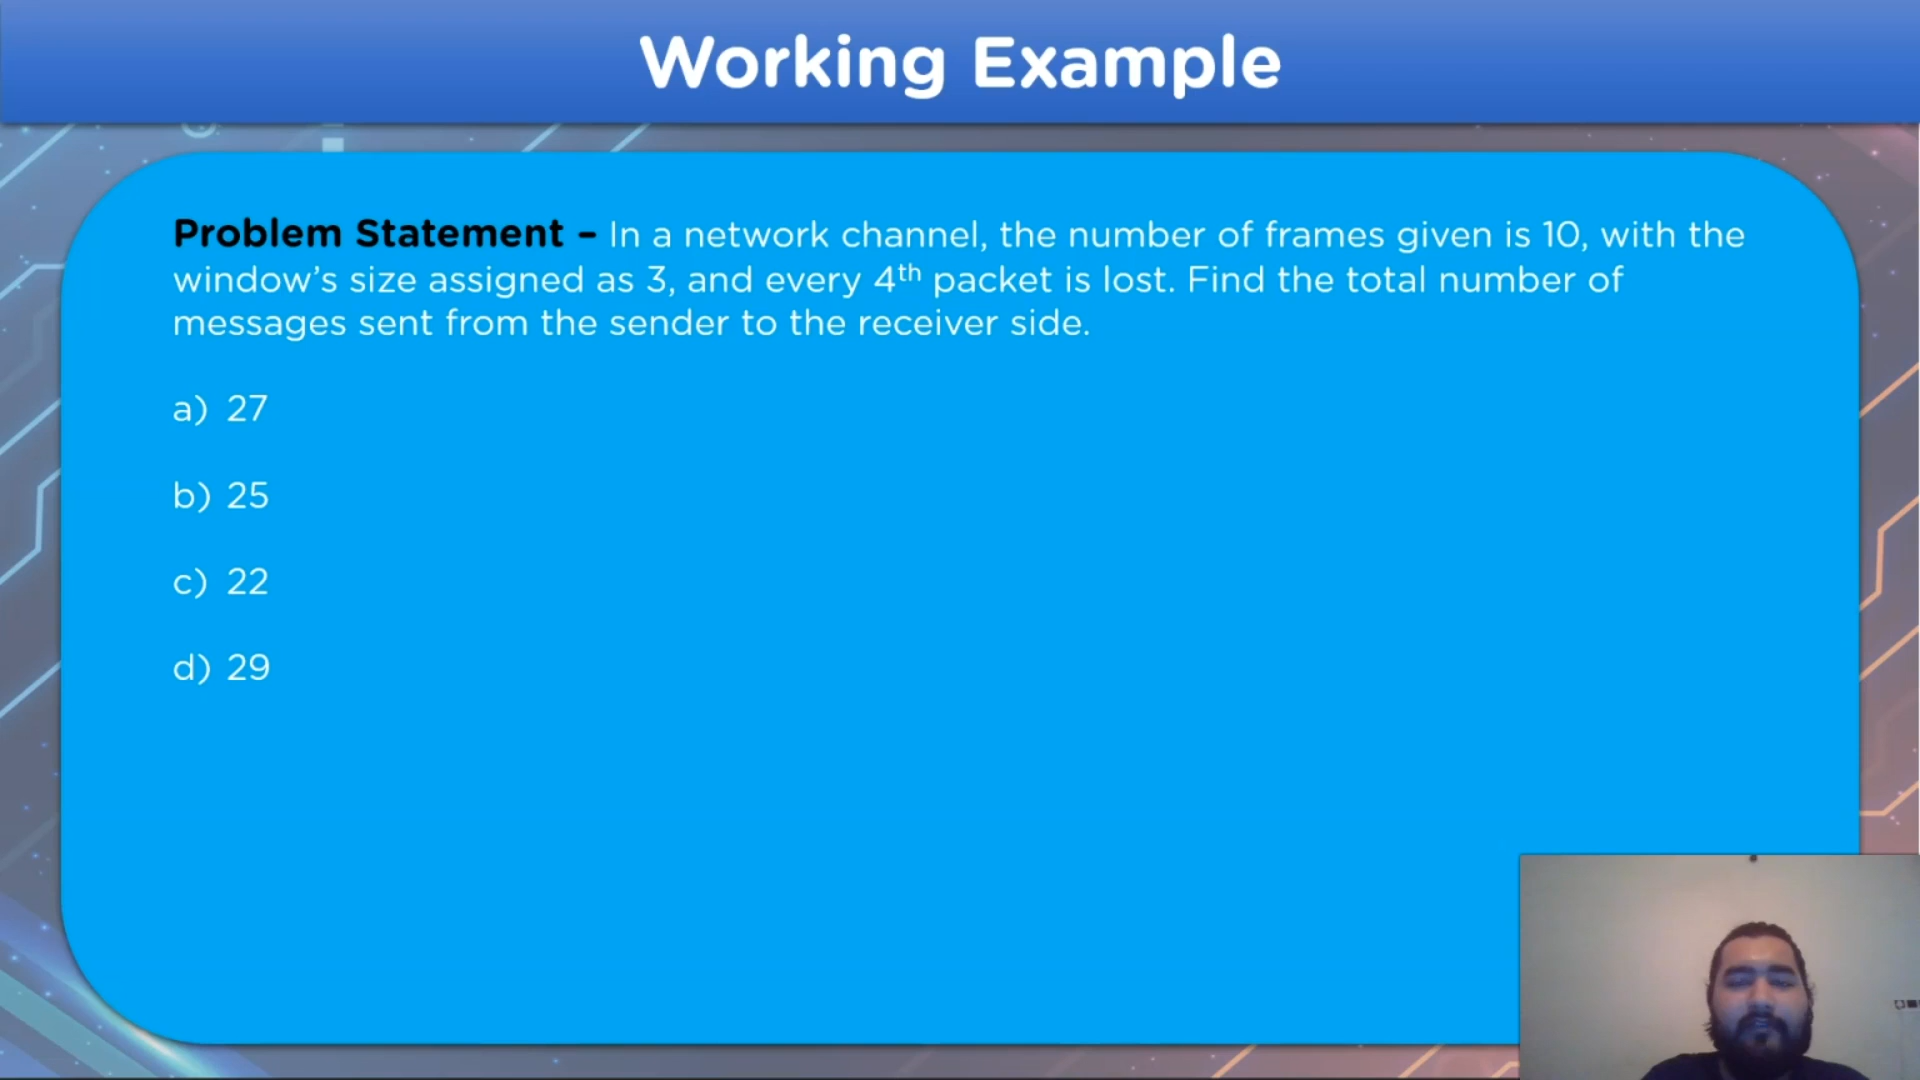 Working Example
Problem Statement – In a network channel, the number of frames given is 10, with the
window’s size assigned as 3, and every 4th packet is lost. Find the total number of
messages sent from the sender to the receiver side.
a) 27
b) 25
c) 22
d) 29